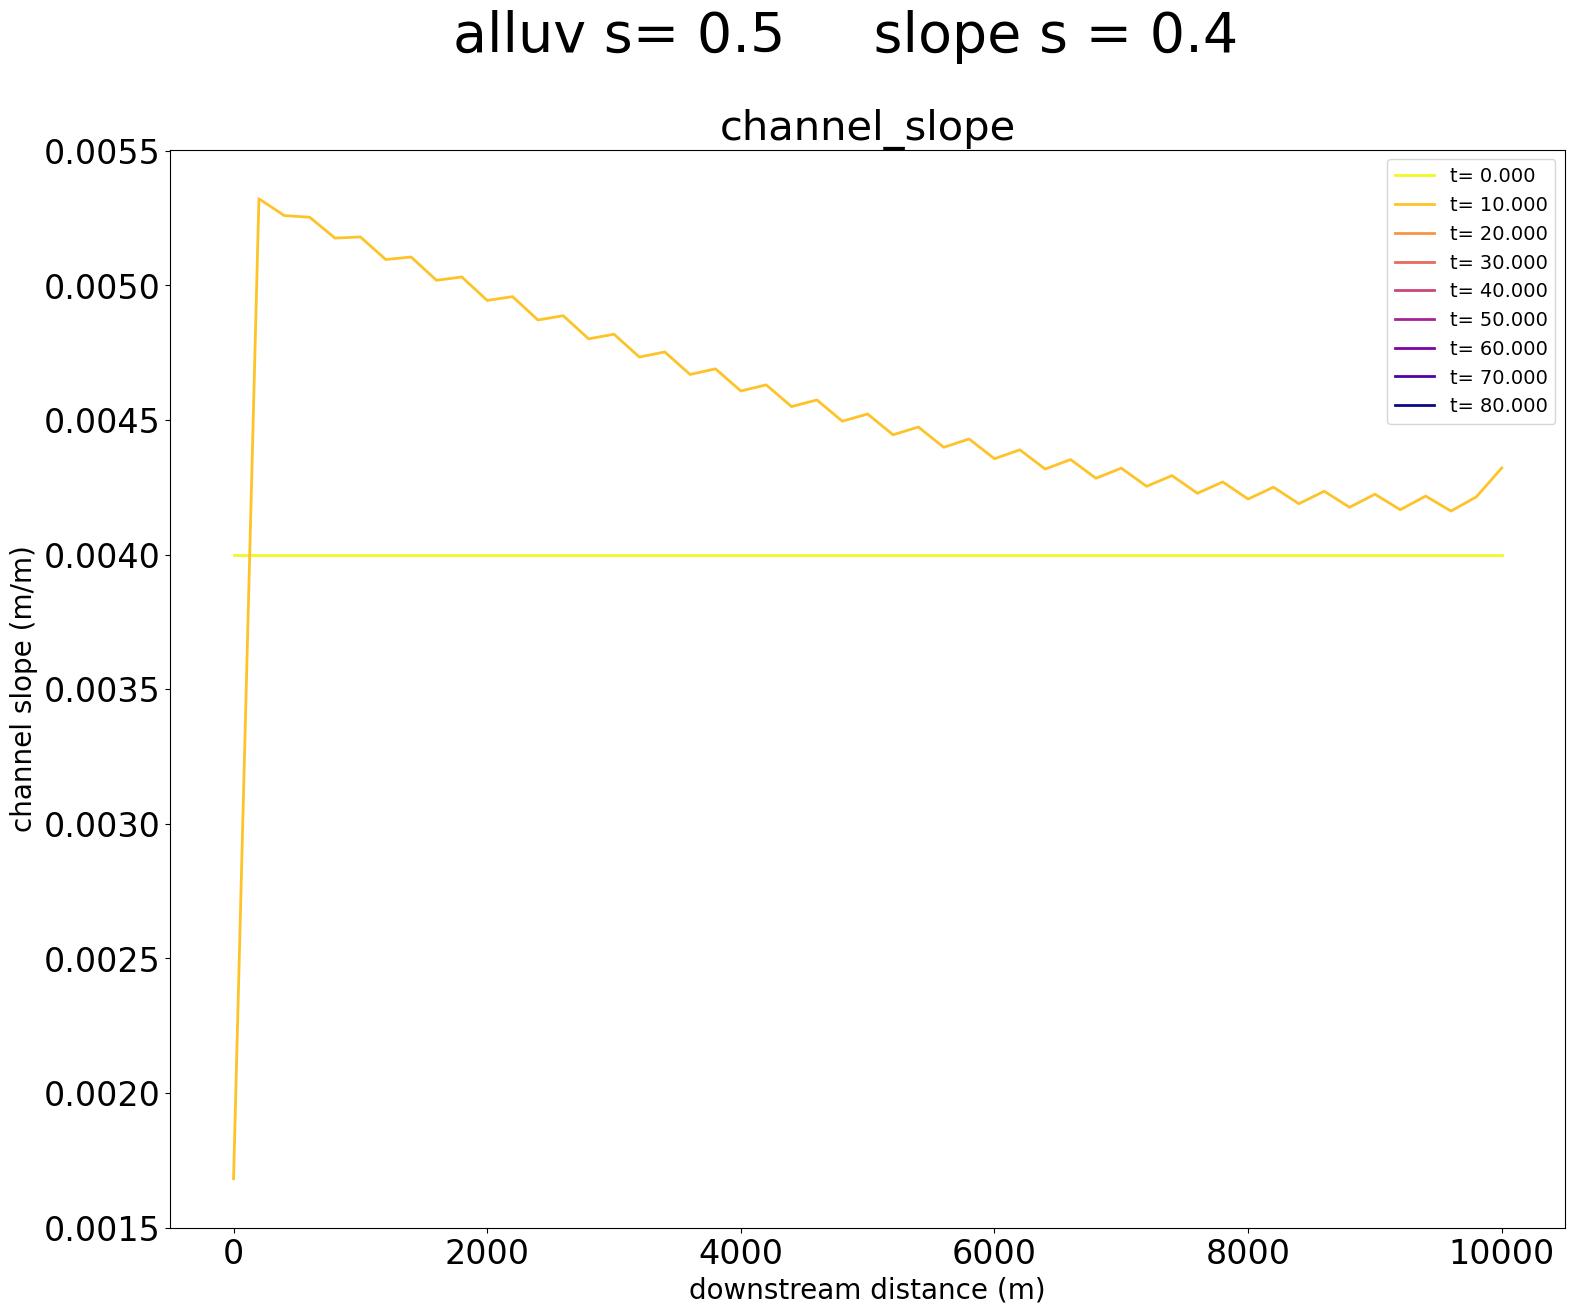 alluv s= 0.5 slope s = 0.4
channel_slope
0.0055
0.0050
0.0045
0.0040
0.0035
0.0030
0.0025
0.0020
0.0015
channel slope (m/m)
t= 0.000
t= 10.000
t= 20.000
t= 30.000
t= 40.000
t= 50.000
t= 60.000
t= 70.000
t= 80.000
0 2000 4000 6000 8000 10000
downstream distance (m)